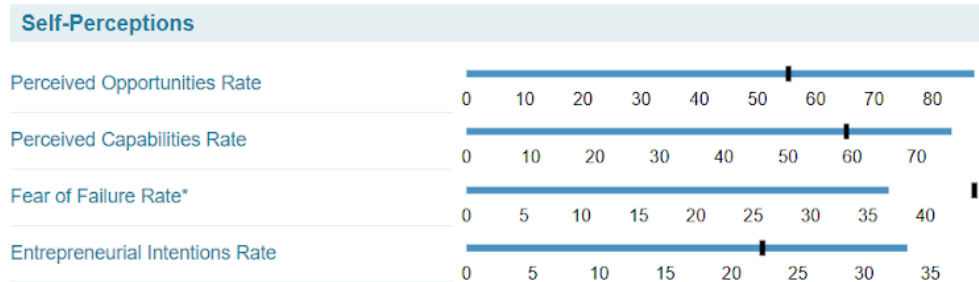 Self-Perceptions
Perceived Opportunities Rate
0 10 20 30 40 50 60 70 80
Perceived Capabilities Rate
0 10 20 30 40 50 60 70
Fear of Failure Rate*
0 5 10 15 20 25 30 35 40
Entrepreneurial Intentions Rate
0 5 10 15 20 25 30 35